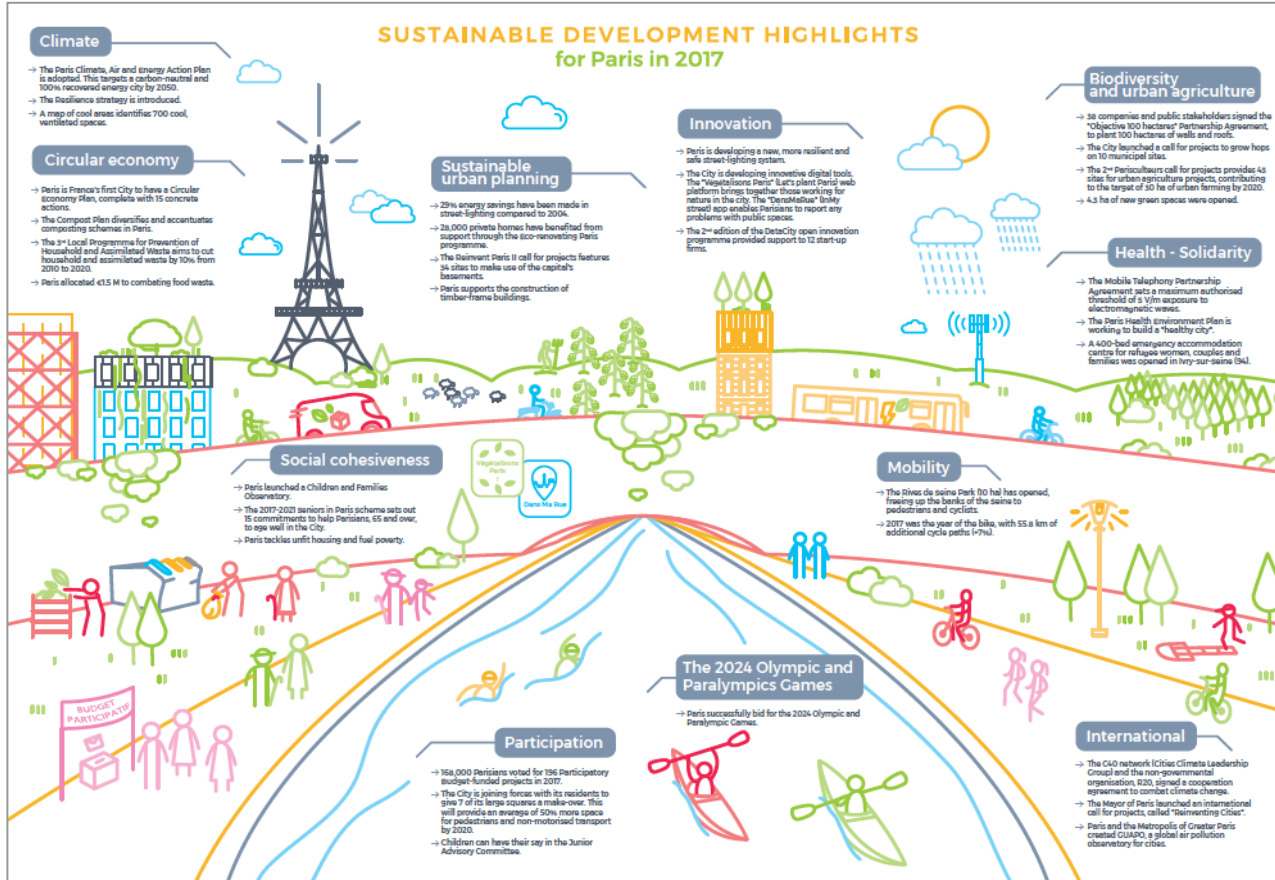 SUSTAINABLE DEVELOPMENT HIGHLIGHTS
for Paris in 2017
Climate
→ The Paris Climate, Air and Energy Action Plan
is adopted. This targets a carbon-neutral and
100% recovered energy city by 2050.
→ The Resilience Strategy is introduced.
→ A map of cool areas identifies 700 cool,
ventilated spaces.
Circular economy
→ Paris is France's first City to have a Circular
Economy Plan, complete with 15 concrete
actions.
→ The Compost Plan diversifies and accentuates
composting schemes in Paris.
→ The 3rd Local Programme for Prevention of
Household and Assimilated Waste aims to cut
household and assimilated waste by 10% from
2010 to 2020.
→ Paris allocated €1.5 M to combating food waste.
Sustainable
urban planning
→ 29% energy savings have been made in
street-lighting compared to 2004.
→ 28,000 private homes have benefited from
support through the Eco-renovating Paris
programme.
→ The Reinvent Paris II call for projects features
34 sites to make use of the capital's
basements.
→ Paris supports the construction of
timber-frame buildings.
Innovation
→ Paris is developing a new, more resilient and
safe street-lighting system.
→ The City is developing innovative digital tools.
The "Vegetalisons Paris" (Let's plant Paris) web
platform brings together those working for
nature in the city. The "DansMaRue" (InMy
street) app enables Parisians to report any
problems with public spaces.
→ The 2nd edition of the DataCity open innovation
programme provided support to 12 start-up
firms.
Biodiversity
and urban agriculture
→ 38 companies and public stakeholders signed the
"Objective 100 hectares" Partnership Agreement,
to plant 100 hectares of walls and roofs.
→ The City launched a call for projects to grow hops
on 10 municipal sites.
→ The 2nd Parisculteurs call for projects provides 43
sites for urban agriculture projects, contributing
to the target of 30 ha of urban farming by 2020.
→ 4.3 ha of new green spaces were opened.
Health - Solidarity
→ The Mobile Telephony Partnership
Agreement sets a maximum authorised
threshold of 5 V/m exposure to
electromagnetic waves.
→ The Paris Health Environment Plan is
working to build a "healthy city".
→ A 400-bed emergency accommodation
centre for refugee women, couples and
families was opened in Ivry-sur-seine (94).
Social cohesiveness
→ Paris launched a Children and Families
Observatory.
→ The 2017-2021 seniors in Paris scheme sets out
15 commitments to help Parisians, 65 and over,
to age well in the City.
→ Paris tackles unfit housing and fuel poverty.
Végétalisons
Paris
!
Dans Ma Rue
Mobility
→ The Rives de seine Park (10 ha) has opened,
freeing up the banks of the seine to
pedestrians and cyclists.
→ 2017 was the year of the bike, with 55.8 km of
additional cycle paths (+7%).
BUDGET
PARTICIPATIF
Participation
→ 168,000 Parisians voted for 196 Participatory
Budget-funded projects in 2017.
→ The City is joining forces with its residents to
give 7 of its large squares a make-over. This
will provide an average of 50% more space
for pedestrians and non-motorised transport
by 2020.
→ Children can have their say in the Junior
Advisory Committee.
The 2024 Olympic and
Paralympics Games
→ Paris successfully bid for the 2024 Olympic and
Paralympic Games.
International
→ The C40 network (Cities Climate Leadership
Group) and the non-governmental
organisation, R20, signed a cooperation
agreement to combat climate change.
→ The Mayor of Paris launched an international
call for projects, called "Reinventing Cities".
→ Paris and the Metropolis of Greater Paris
created GUAPO, a global air pollution
observatory for cities.